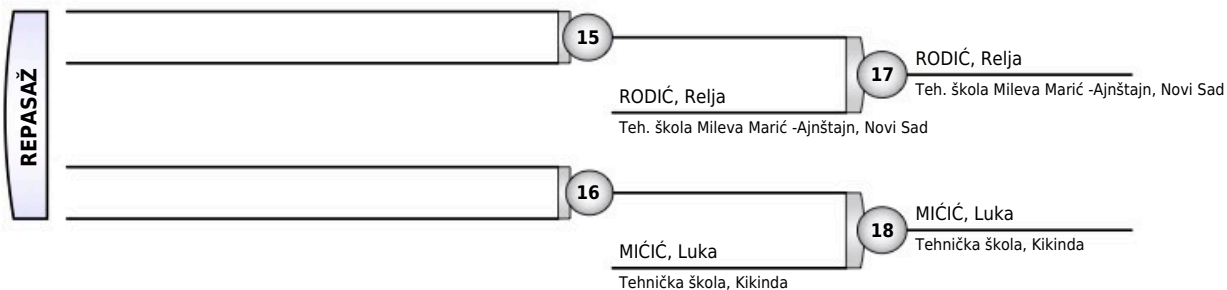 REPASAŽ
15
RODIĆ, Relja
Teh. škola Mileva Marić -Ajnštajn, Novi Sad
17
RODIĆ, Relja
Teh. škola Mileva Marić -Ajnštajn, Novi Sad
16
MIĆIĆ, Luka
Tehnička škola, Kikinda
18
MIĆIĆ, Luka
Tehnička škola, Kikinda